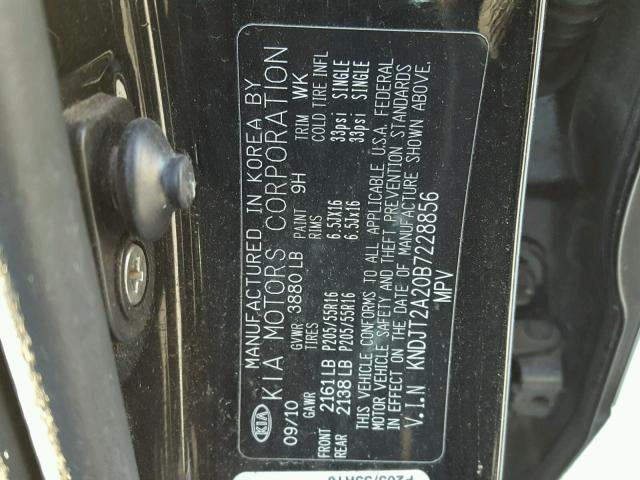 KIA
MANUFACTURED IN KOREA BY
KIA MOTORS CORPORATION
09/10 GVWR 3880 LB PAINT 9H TRIM WK
GAWR TIRES RIMS COLD TIRE INFL
FRONT 2161 LB P205/55R16 6.5JX16 33psi SINGLE
REAR 2138 LB P205/55R16 6.5JX16 33psi SINGLE
THIS VEHICLE CONFORMS TO ALL APPLICABLE U.S.A. FEDERAL
MOTOR VEHICLE SAFETY AND THEFT PREVENTION STANDARDS
IN EFFECT ON THE DATE OF MANUFACTURE SHOWN ABOVE.
V.I.N KNDJT2A20B7228856
MPV
P205/55R16